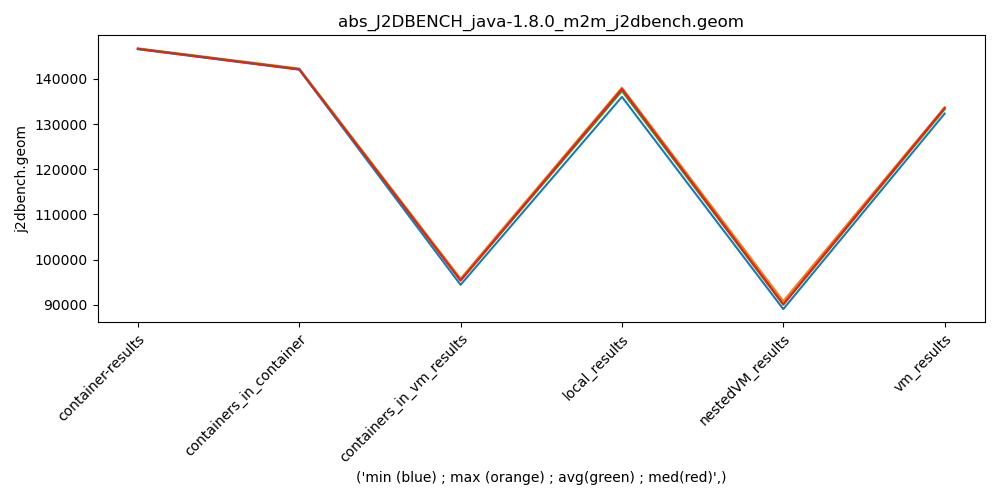 abs_J2DBENCH_java-1.8.0_m2m_j2dbench.geom
j2dbench.geom
140000
130000
120000
110000
100000
90000
container-results
containers_in_container
containers_in_vm_results
local_results
nestedVM_results
vm_results
('min (blue) ; max (orange) ; avg(green) ; med(red)',)